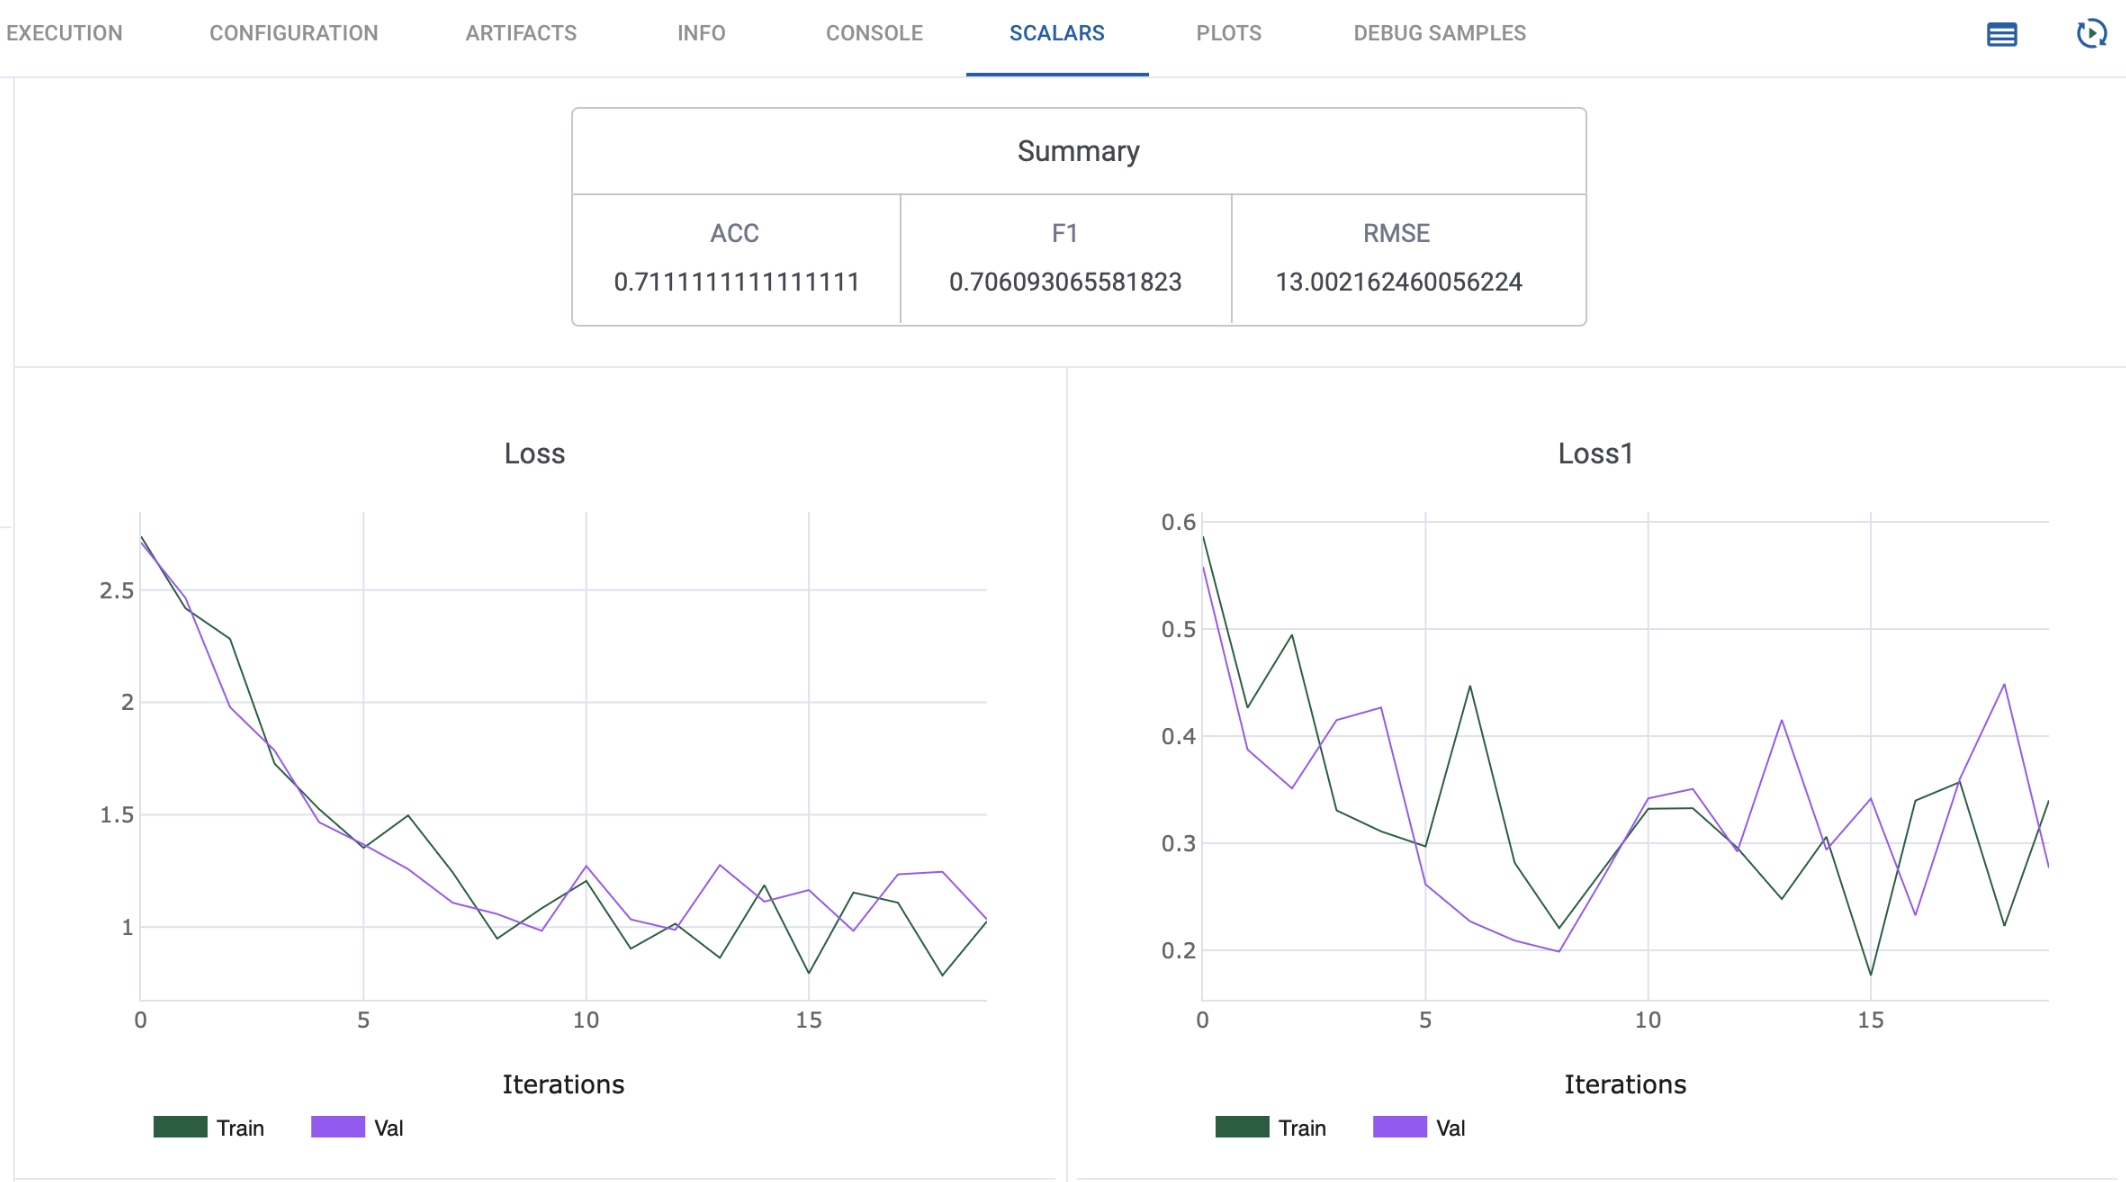 EXECUTION CONFIGURATION ARTIFACTS INFO CONSOLE SCALARS PLOTS DEBUG SAMPLES
Summary
ACC F1 RMSE
0.7111111111111111 0.706093065581823 13.002162460056224
Loss
2.5
2
1.5
1
0 5 10 15
Iterations
Train Val
Loss1
0.6
0.5
0.4
0.3
0.2
0 5 10 15
Iterations
Train Val